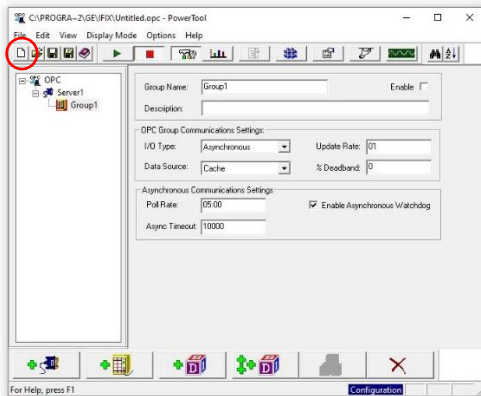 C:\PROGRA~2\GE\IFIX\Untitled.opc - PowerTool
File Edit View Display Mode Options Help
OPC
Server1
Group1
Group Name: Group1 Enable
Description:
OPC Group Communications Settings:
I/O Type: Asynchronous Update Rate: 01
Data Source: Cache % Deadband: 0
Asynchronous Communications Settings:
Poll Rate: 05:00 Enable Asynchronous Watchdog
Async Timeout: 10000
D D
For Help, press F1 Configuration